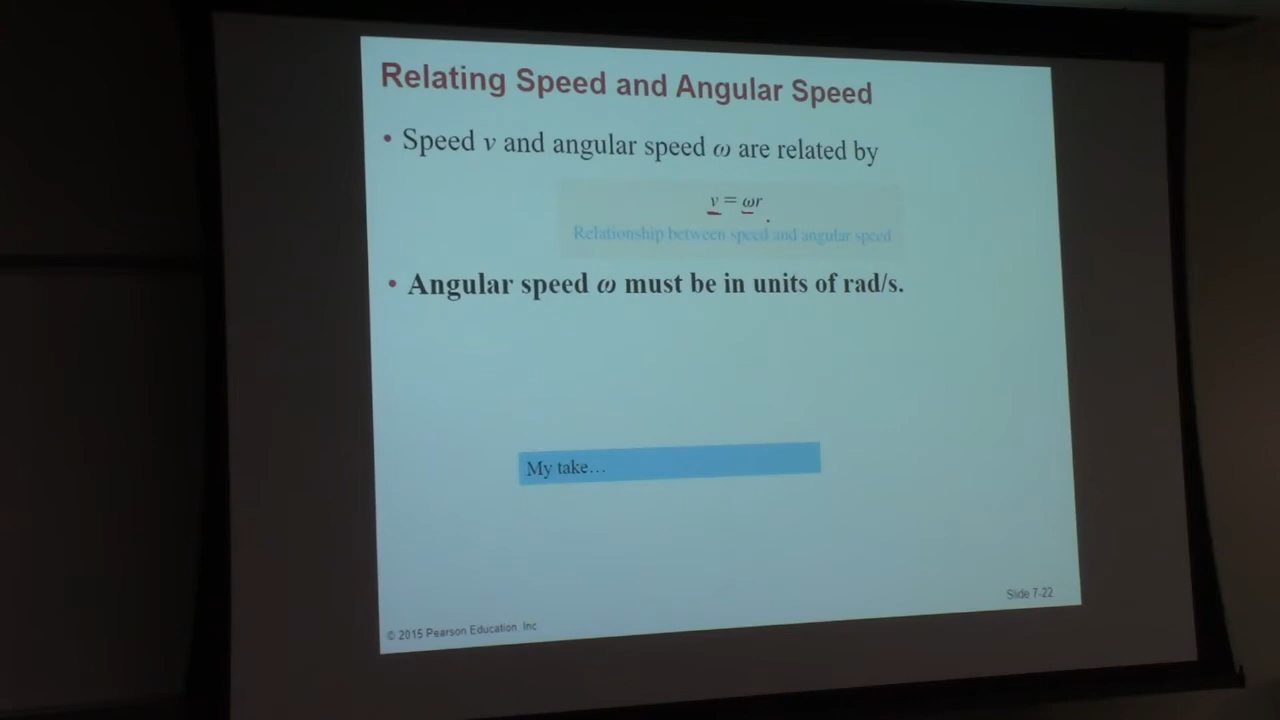 Relating Speed and Angular Speed
• Speed v and angular speed ω are related by
v = ωr
Relationship between speed and angular speed
• Angular speed ω must be in units of rad/s.
My take…
Slide 7-22
© 2015 Pearson Education, Inc.